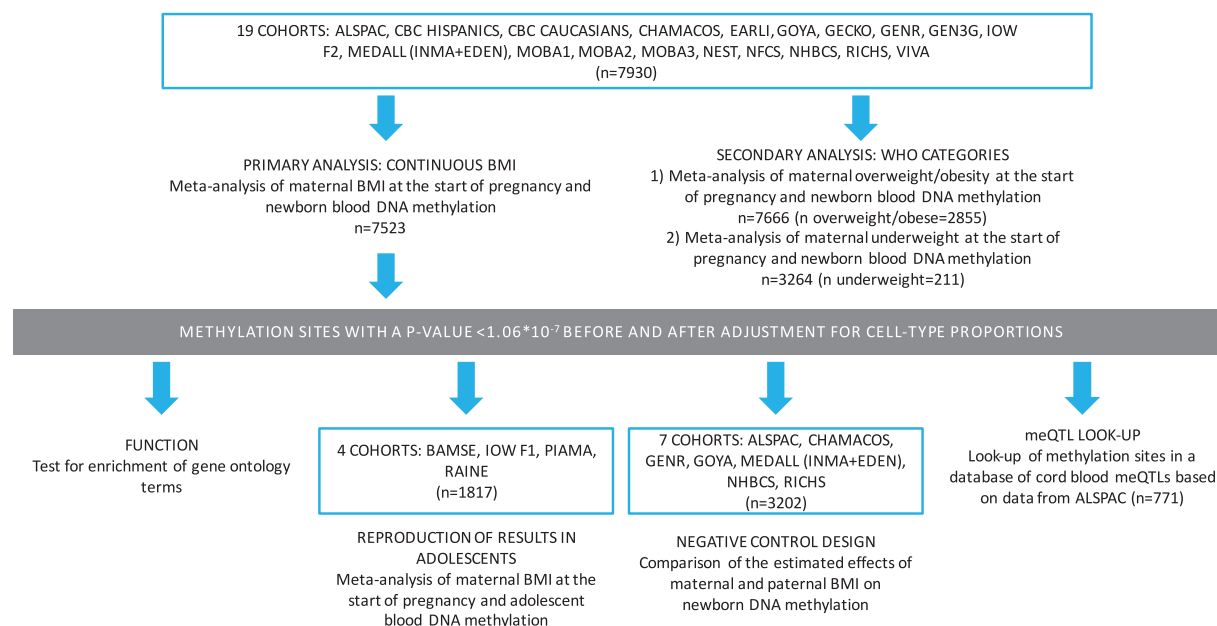 19 COHORTS: ALSPAC, CBC HISPANICS, CBC CAUCASIANS, CHAMACOS, EARLI, GOYA, GECKO, GENR, GEN3G, IOW
F2, MEDALL (INMA+EDEN), MOBA1, MOBA2, MOBA3, NEST, NFCS, NHBCS, RICHS, VIVA
(n=7930)
PRIMARY ANALYSIS: CONTINUOUS BMI
Meta-analysis of maternal BMI at the start of pregnancy and
newborn blood DNA methylation
n=7523
SECONDARY ANALYSIS: WHO CATEGORIES
1) Meta-analysis of maternal overweight/obesity at the start
of pregnancy and newborn blood DNA methylation
n=7666 (n overweight/obese=2855)
2) Meta-analysis of maternal underweight at the start of
pregnancy and newborn blood DNA methylation
n=3264 (n underweight=211)
METHYLATION SITES WITH A P-VALUE <1.06*10⁻⁷ BEFORE AND AFTER ADJUSTMENT FOR CELL-TYPE PROPORTIONS
FUNCTION
Test for enrichment of gene ontology
terms
4 COHORTS: BAMSE, IOW F1, PIAMA,
RAINE
(n=1817)
REPRODUCTION OF RESULTS IN
ADOLESCENTS
Meta-analysis of maternal BMI at the
start of pregnancy and adolescent
blood DNA methylation
7 COHORTS: ALSPAC, CHAMACOS,
GENR, GOYA, MEDALL (INMA+EDEN),
NHBCS, RICHS
(n=3202)
NEGATIVE CONTROL DESIGN
Comparison of the estimated effects of
maternal and paternal BMI on
newborn DNA methylation
meQTL LOOK-UP
Look-up of methylation sites in a
database of cord blood meQTLs based
on data from ALSPAC (n=771)